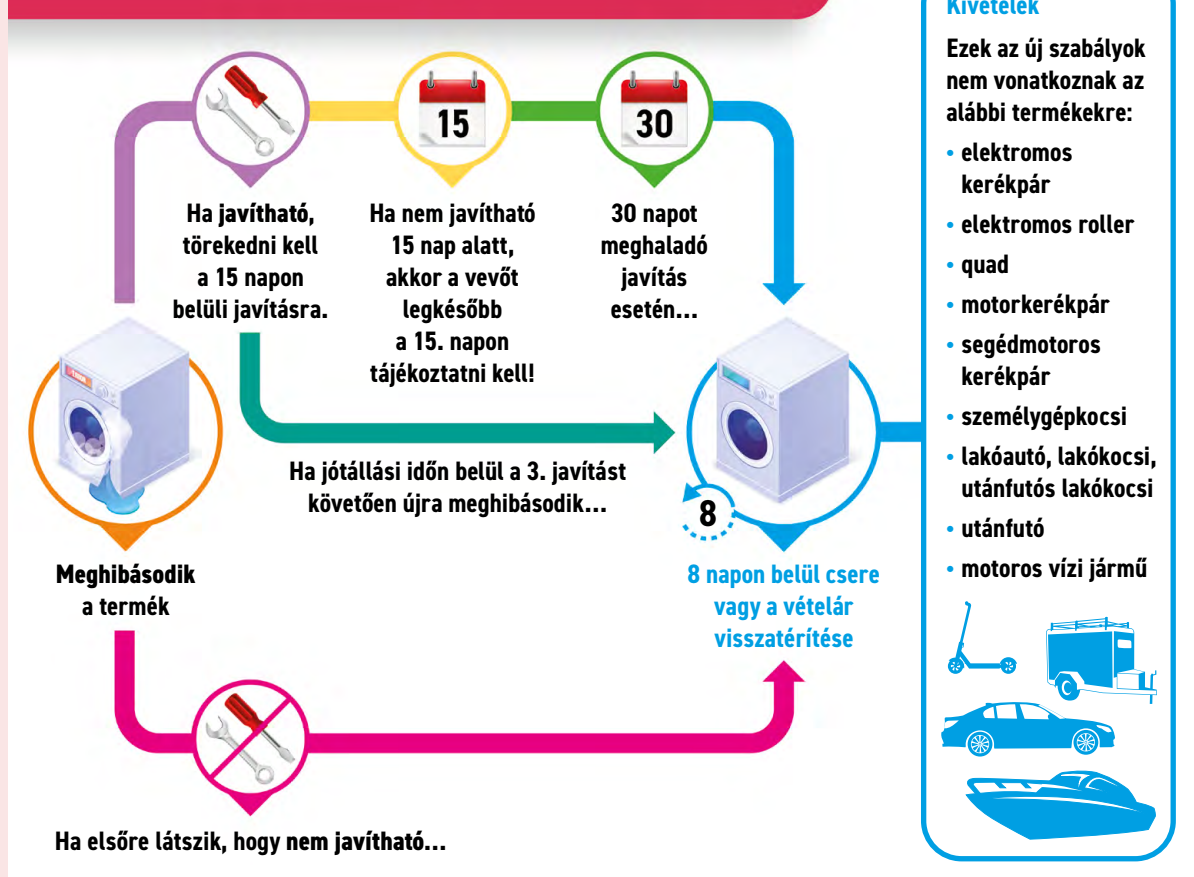 15
30
Ha javítható,
törekedni kell
a 15 napon
belüli javításra.
Ha nem javítható
15 nap alatt,
akkor a vevőt
legkésőbb
a 15. napon
tájékoztatni kell!
30 napot
meghaladó
javítás
esetén...
Ha jótállási időn belül a 3. javítást
követően újra meghibásodik...
8
Meghibásodik
a termék
8 napon belül csere
vagy a vételár
visszatérítése
Ha elsőre látszik, hogy nem javítható...
Kivételek
Ezek az új szabályok
nem vonatkoznak az
alábbi termékekre:
• elektromos
kerékpár
• elektromos roller
• quad
• motorkerékpár
• segédmotoros
kerékpár
• személygépkocsi
• lakóautó, lakókocsi,
utánfutós lakókocsi
• utánfutó
• motoros vízi jármű